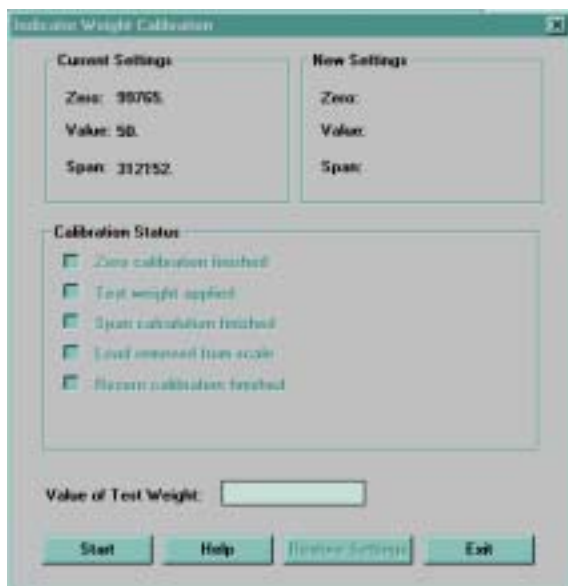 Indicator Weight Calibration
Current Settings
Zero: 99765.
Value: 50.
Span: 312152.
New Settings
Zero:
Value:
Span:
Calibration Status
Zero calibration finished
Test weight applied
Span calculation finished
Load removed from scale
Rezero calibration finished
Value of Test Weight:
Start
Help
Restore Settings
Exit